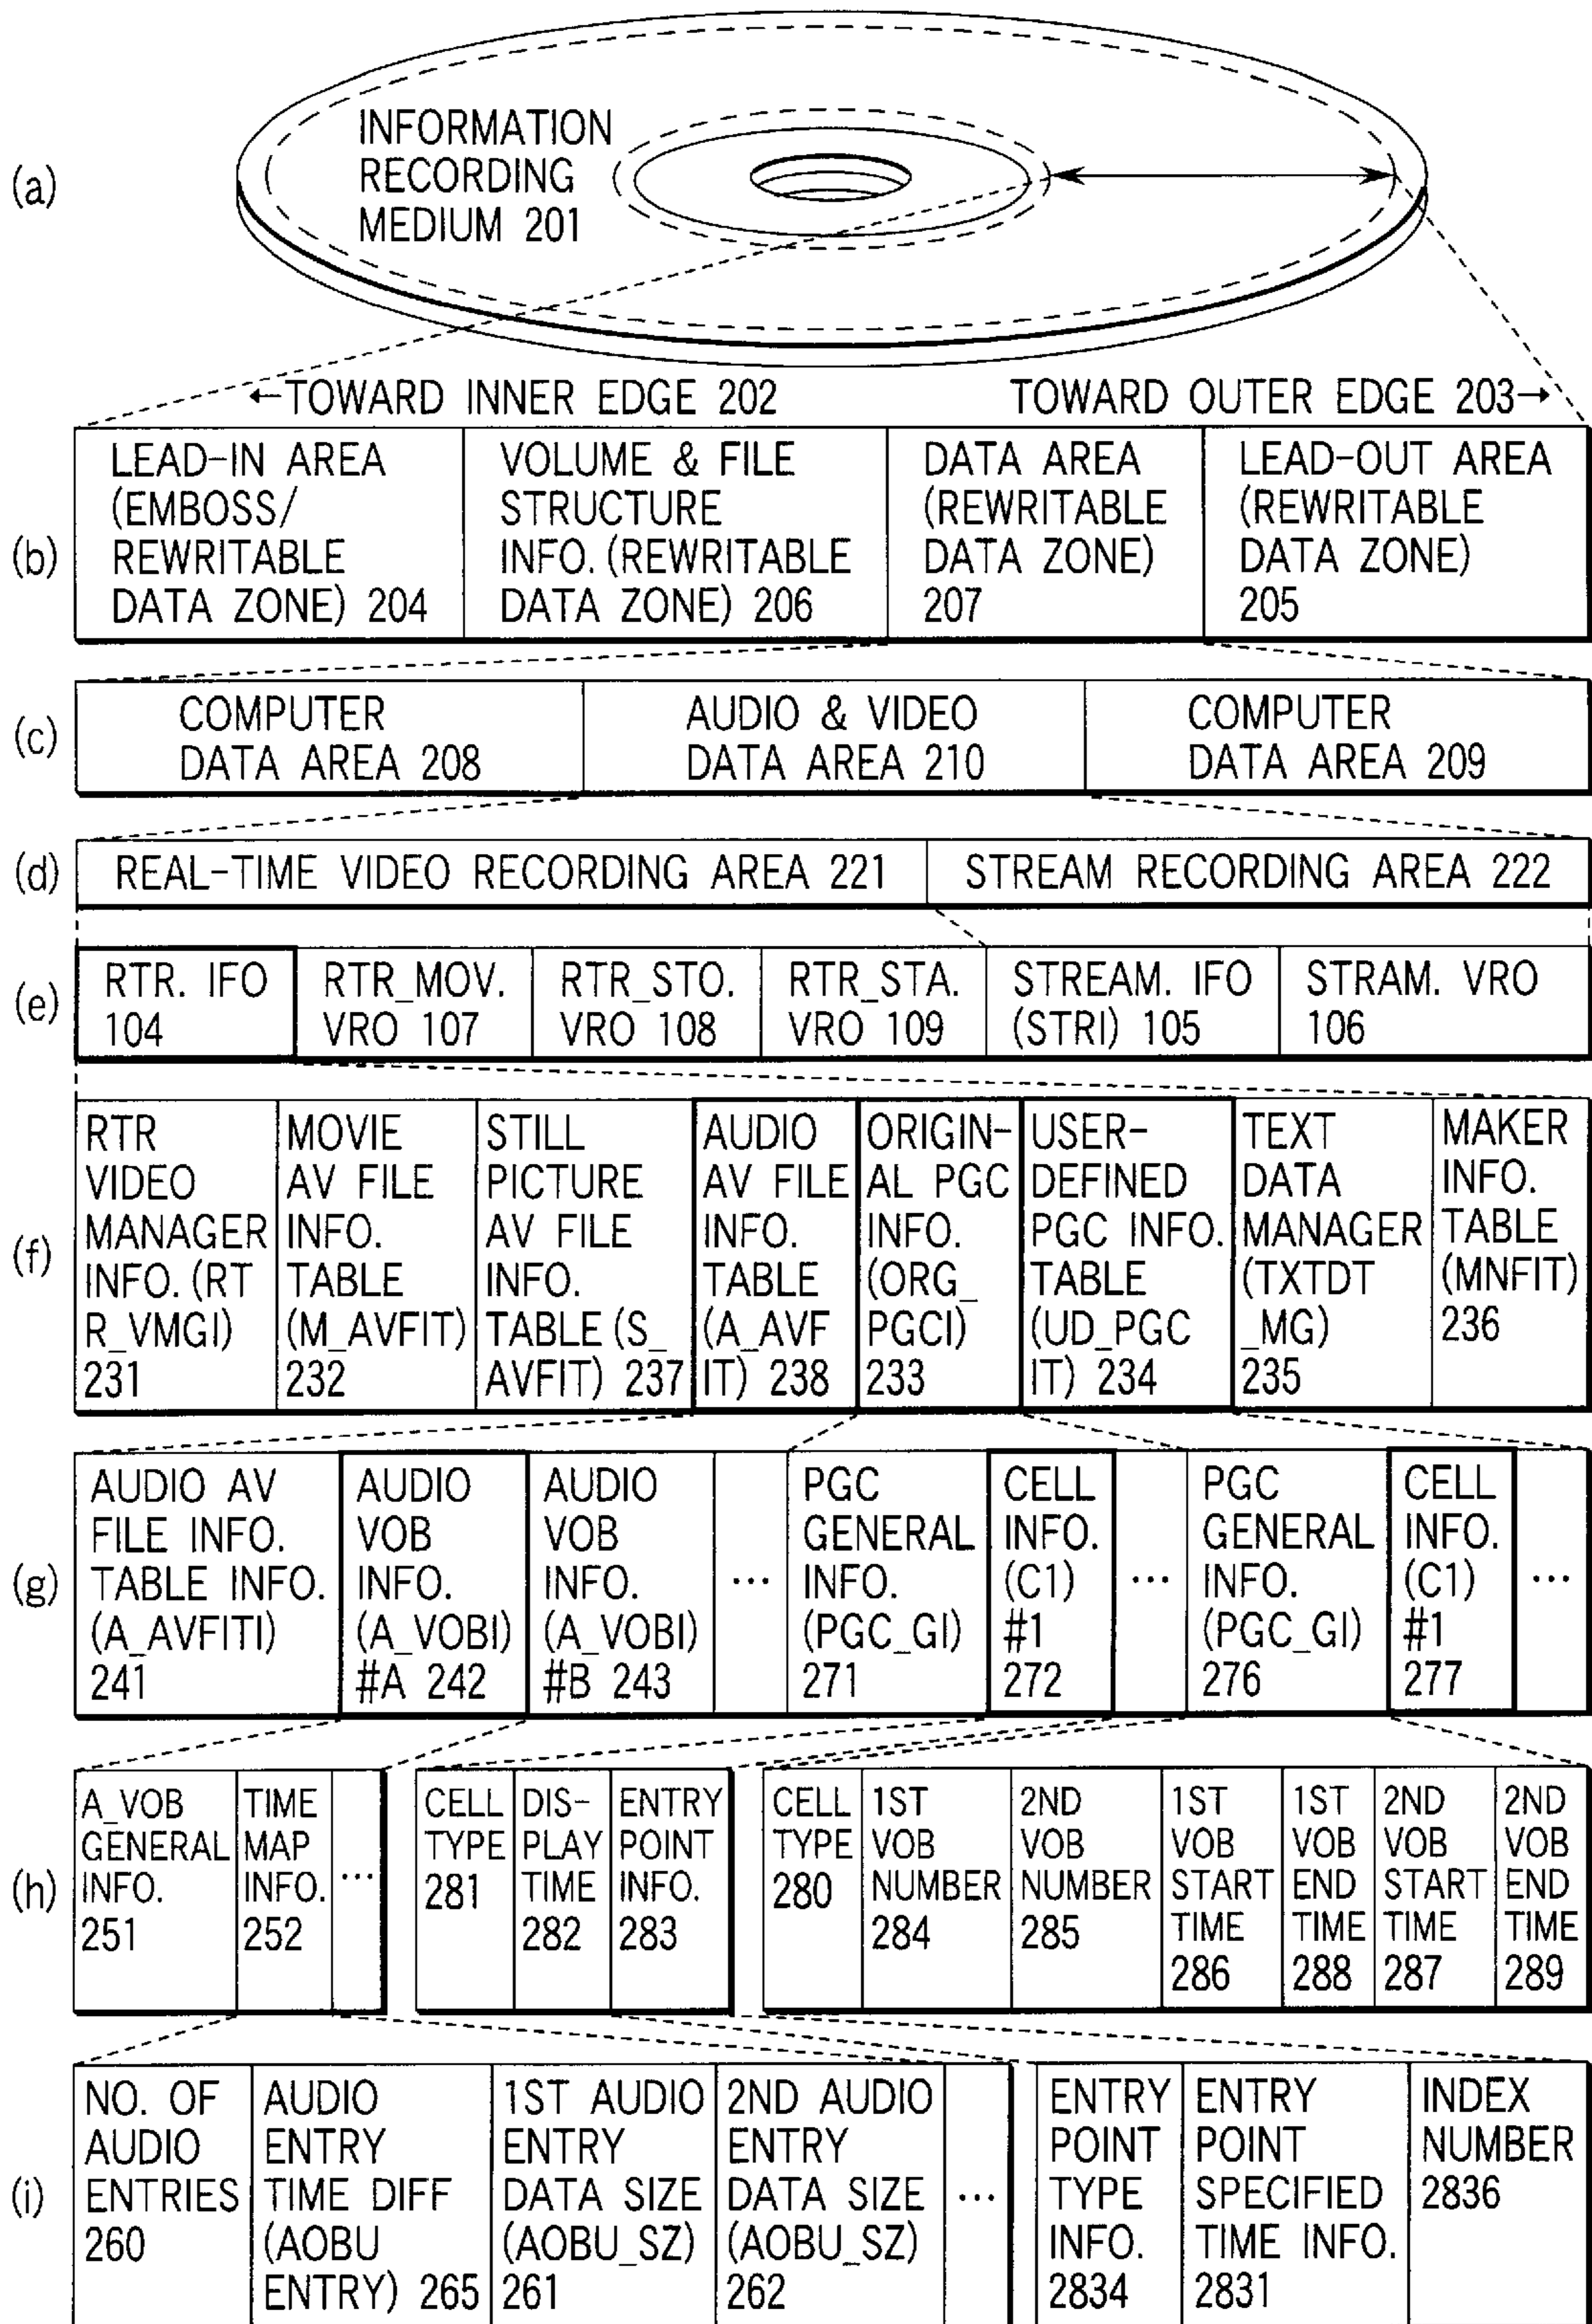 (a)
INFORMATION
RECORDING
MEDIUM 201
←TOWARD INNER EDGE 202
TOWARD OUTER EDGE 203→
(b)
LEAD-IN AREA
(EMBOSS/
REWRITABLE
DATA ZONE) 204
VOLUME & FILE
STRUCTURE
INFO. (REWRITABLE
DATA ZONE) 206
DATA AREA
(REWRITABLE
DATA ZONE)
207
LEAD-OUT AREA
(REWRITABLE
DATA ZONE)
205
(c)
COMPUTER
DATA AREA 208
AUDIO & VIDEO
DATA AREA 210
COMPUTER
DATA AREA 209
(d)
REAL-TIME VIDEO RECORDING AREA 221
STREAM RECORDING AREA 222
(e)
RTR. IFO
104
RTR_MOV.
VRO 107
RTR_STO.
VRO 108
RTR_STA.
VRO 109
STREAM. IFO
(STRI) 105
STRAM. VRO
106
(f)
RTR
VIDEO
MANAGER
INFO. (RT
R_VMGI)
231
MOVIE
AV FILE
INFO.
TABLE
(M_AVFIT)
232
STILL
PICTURE
AV FILE
INFO.
TABLE (S_
AVFIT) 237
AUDIO
AV FILE
INFO.
TABLE
(A_AVF
IT) 238
ORIGIN-
AL PGC
INFO.
(ORG_
PGCI)
233
USER-
DEFINED
PGC INFO.
TABLE
(UD_PGC
IT) 234
TEXT
DATA
MANAGER
(TXTDT
_MG)
235
MAKER
INFO.
TABLE
(MNFIT)
236
(g)
AUDIO AV
FILE INFO.
TABLE INFO.
(A_AVFITI)
241
AUDIO
VOB
INFO.
(A_VOBI)
#A 242
AUDIO
VOB
INFO.
(A_VOBI)
#B 243
...
PGC
GENERAL
INFO.
(PGC_GI)
271
CELL
INFO.
(C1)
#1
272
...
PGC
GENERAL
INFO.
(PGC_GI)
276
CELL
INFO.
(C1)
#1
277
...
(h)
A_VOB
GENERAL
INFO.
251
TIME
MAP
INFO.
252
...
CELL
TYPE
281
DIS-
PLAY
TIME
282
ENTRY
POINT
INFO.
283
CELL
TYPE
280
1ST
VOB
NUMBER
284
2ND
VOB
NUMBER
285
1ST
VOB
START
TIME
286
1ST
VOB
END
TIME
288
2ND
VOB
START
TIME
287
2ND
VOB
END
TIME
289
(i)
NO. OF
AUDIO
ENTRIES
260
AUDIO
ENTRY
TIME DIFF
(AOBU
ENTRY) 265
1ST AUDIO
ENTRY
DATA SIZE
(AOBU_SZ)
261
2ND AUDIO
ENTRY
DATA SIZE
(AOBU_SZ)
262
...
ENTRY
POINT
TYPE
INFO.
2834
ENTRY
POINT
SPECIFIED
TIME INFO.
2831
INDEX
NUMBER
2836